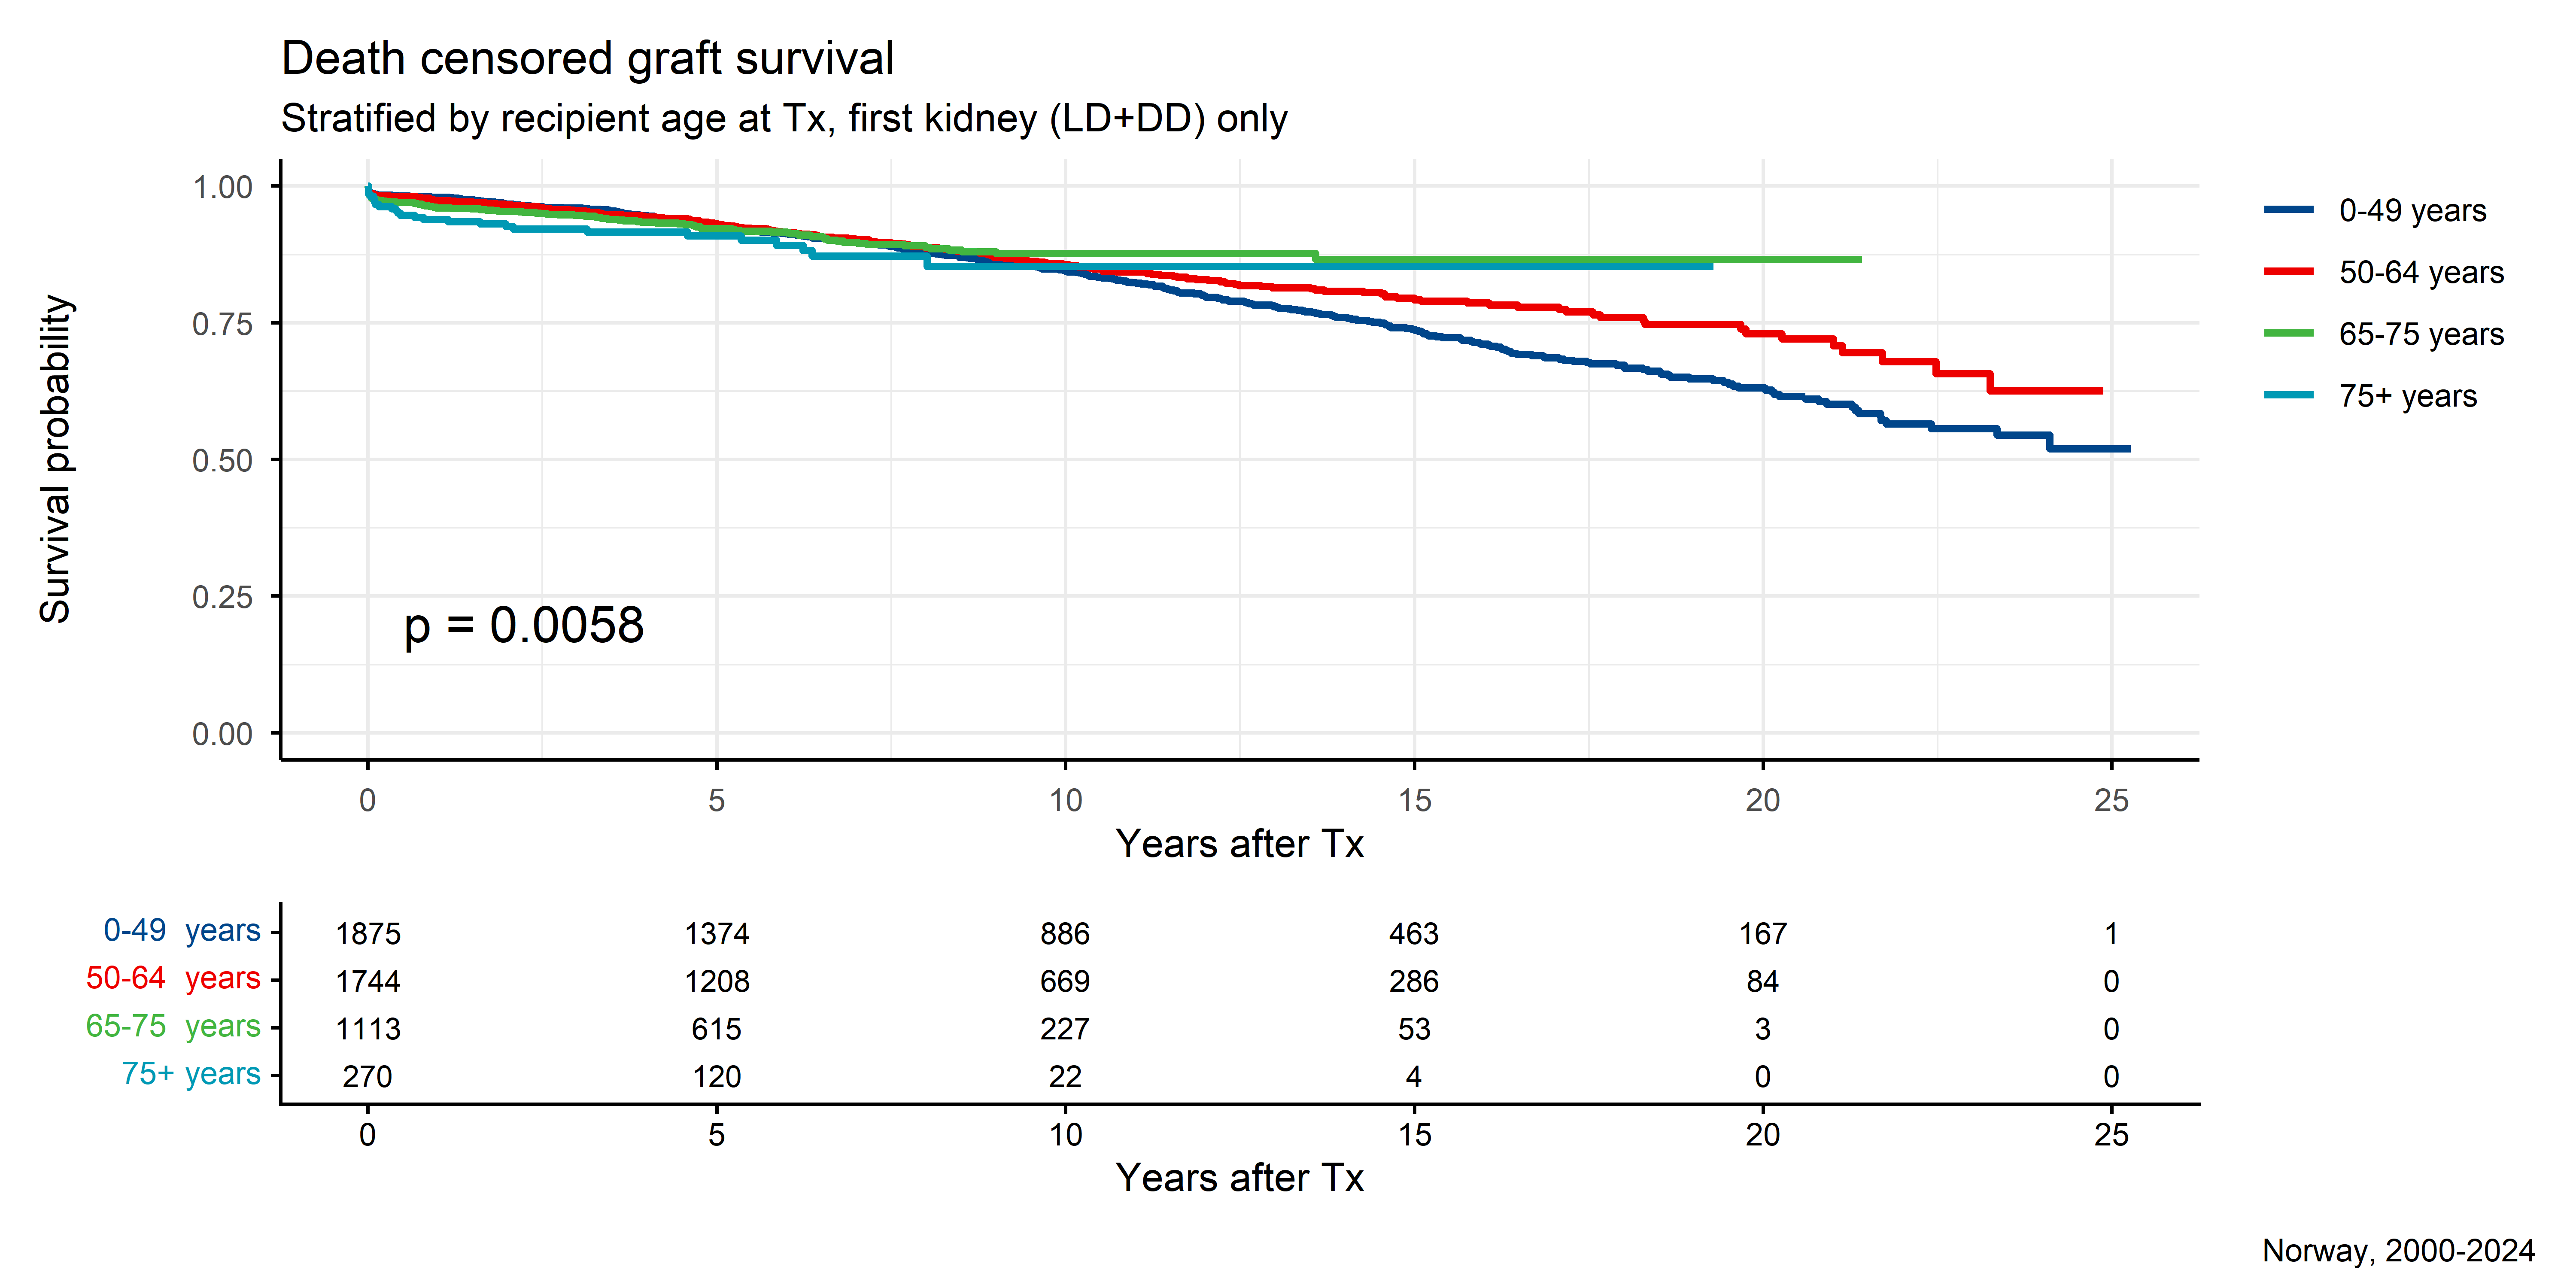 Death censored graft survival
Stratified by recipient age at Tx, first kidney (LD+DD) only
Survival probability
1.00
0.75
0.50
0.25
0.00
p = 0.0058
0 5 10 15 20 25
Years after Tx
0-49 years
50-64 years
65-75 years
75+ years
0-49 years 1875 1374 886 463 167 1
50-64 years 1744 1208 669 286 84 0
65-75 years 1113 615 227 53 3 0
75+ years 270 120 22 4 0 0
0 5 10 15 20 25
Years after Tx
Norway, 2000-2024